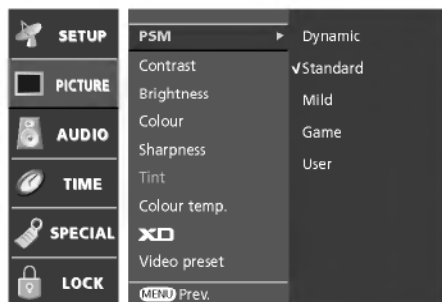 SETUP
PICTURE
AUDIO
TIME
SPECIAL
LOCK
PSM
Contrast
Brightness
Colour
Sharpness
Tint
Colour temp.
XD
Video preset
MENU Prev.
Dynamic
Standard
Mild
Game
User